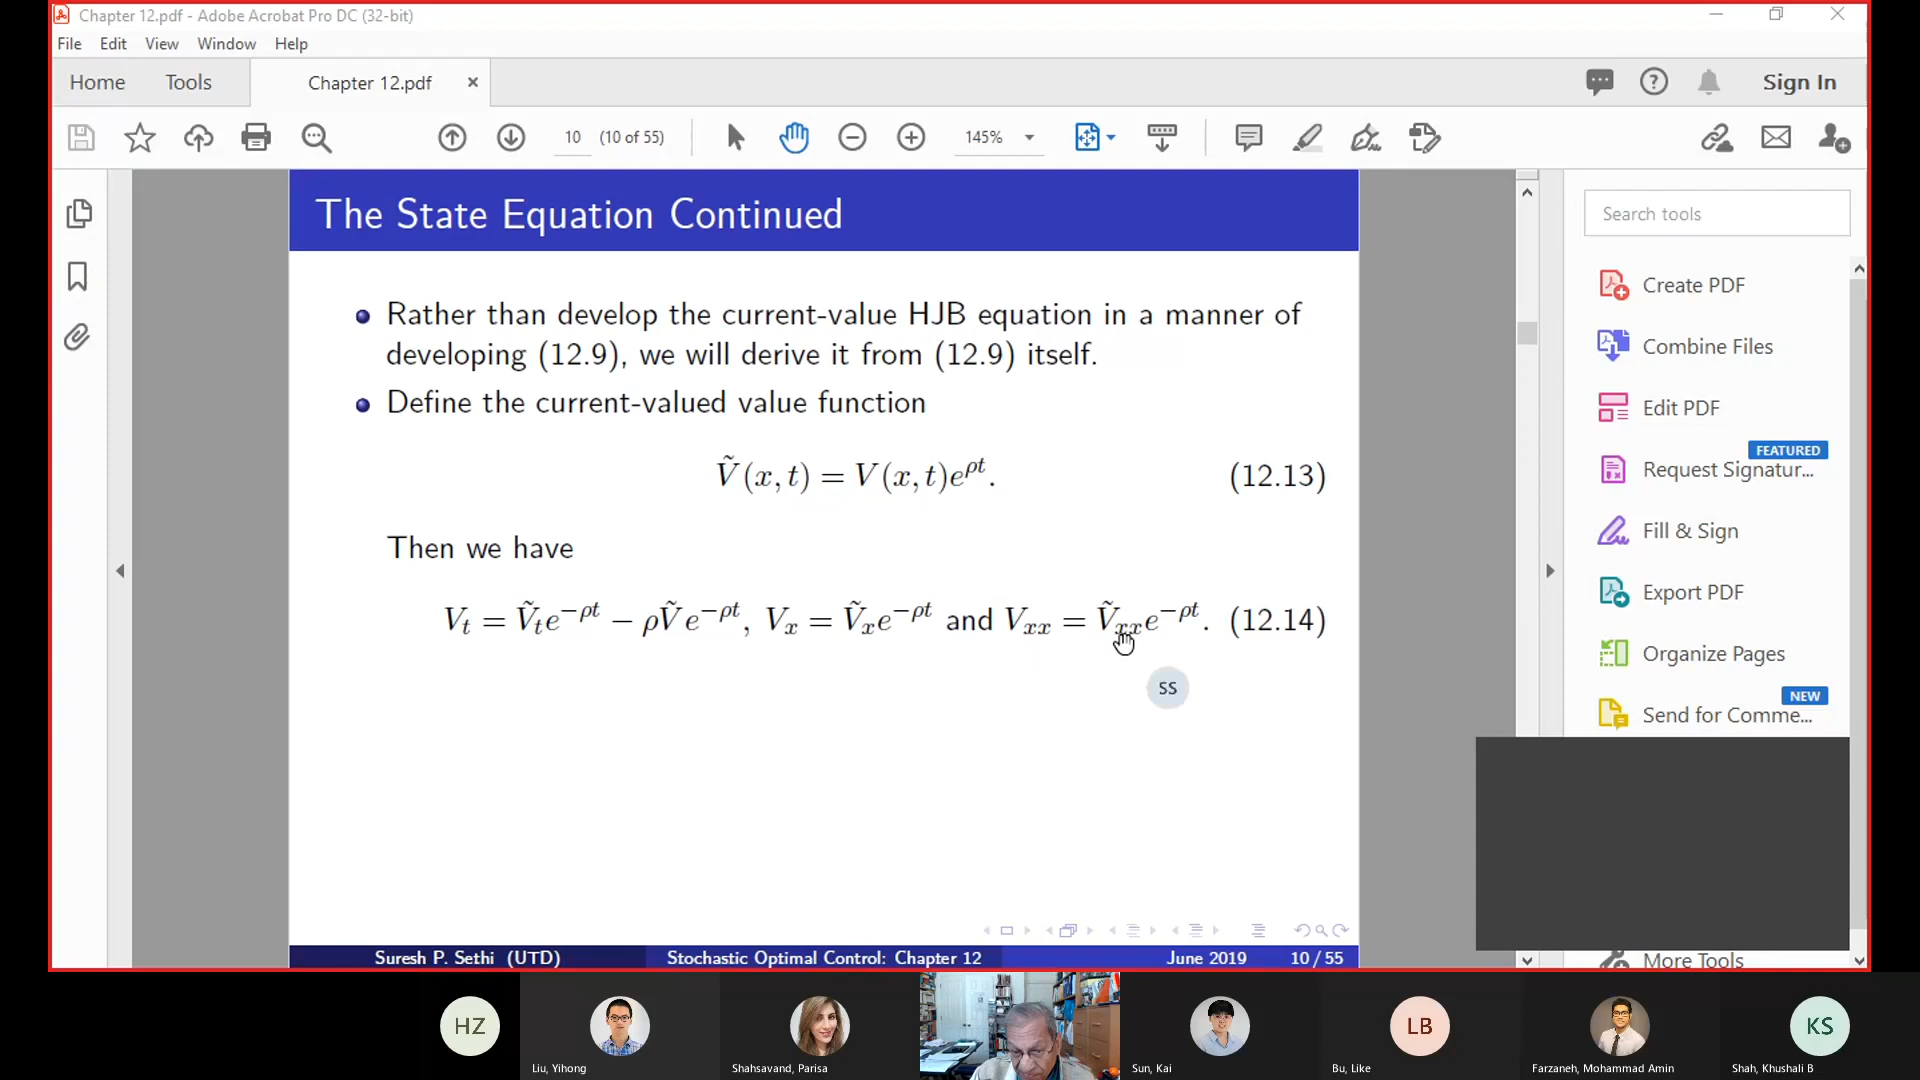 Chapter 12.pdf - Adobe Acrobat Pro DC (32-bit)
File Edit View Window Help
Home Tools Chapter 12.pdf × Sign In
10 (10 of 55) 145%
The State Equation Continued
Rather than develop the current-value HJB equation in a manner of
developing (12.9), we will derive it from (12.9) itself.
Define the current-valued value function
Ṽ(x, t) = V(x, t)e^{ρt}. (12.13)
Then we have
V_t = Ṽ_t e^{−ρt} − ρṼe^{−ρt}, V_x = Ṽ_x e^{−ρt} and V_{xx} = Ṽ_{xx} e^{−ρt}. (12.14)
SS
Suresh P. Sethi (UTD) Stochastic Optimal Control: Chapter 12 June 2019 10 / 55
Search tools
Create PDF
Combine Files
Edit PDF
FEATURED
Request Signatur...
Fill & Sign
Export PDF
Organize Pages
NEW
Send for Comme...
More Tools
HZ
Liu, Yihong
Shahsavand, Parisa
Sun, Kai
LB
Bu, Like
Farzaneh, Mohammad Amin
KS
Shah, Khushali B